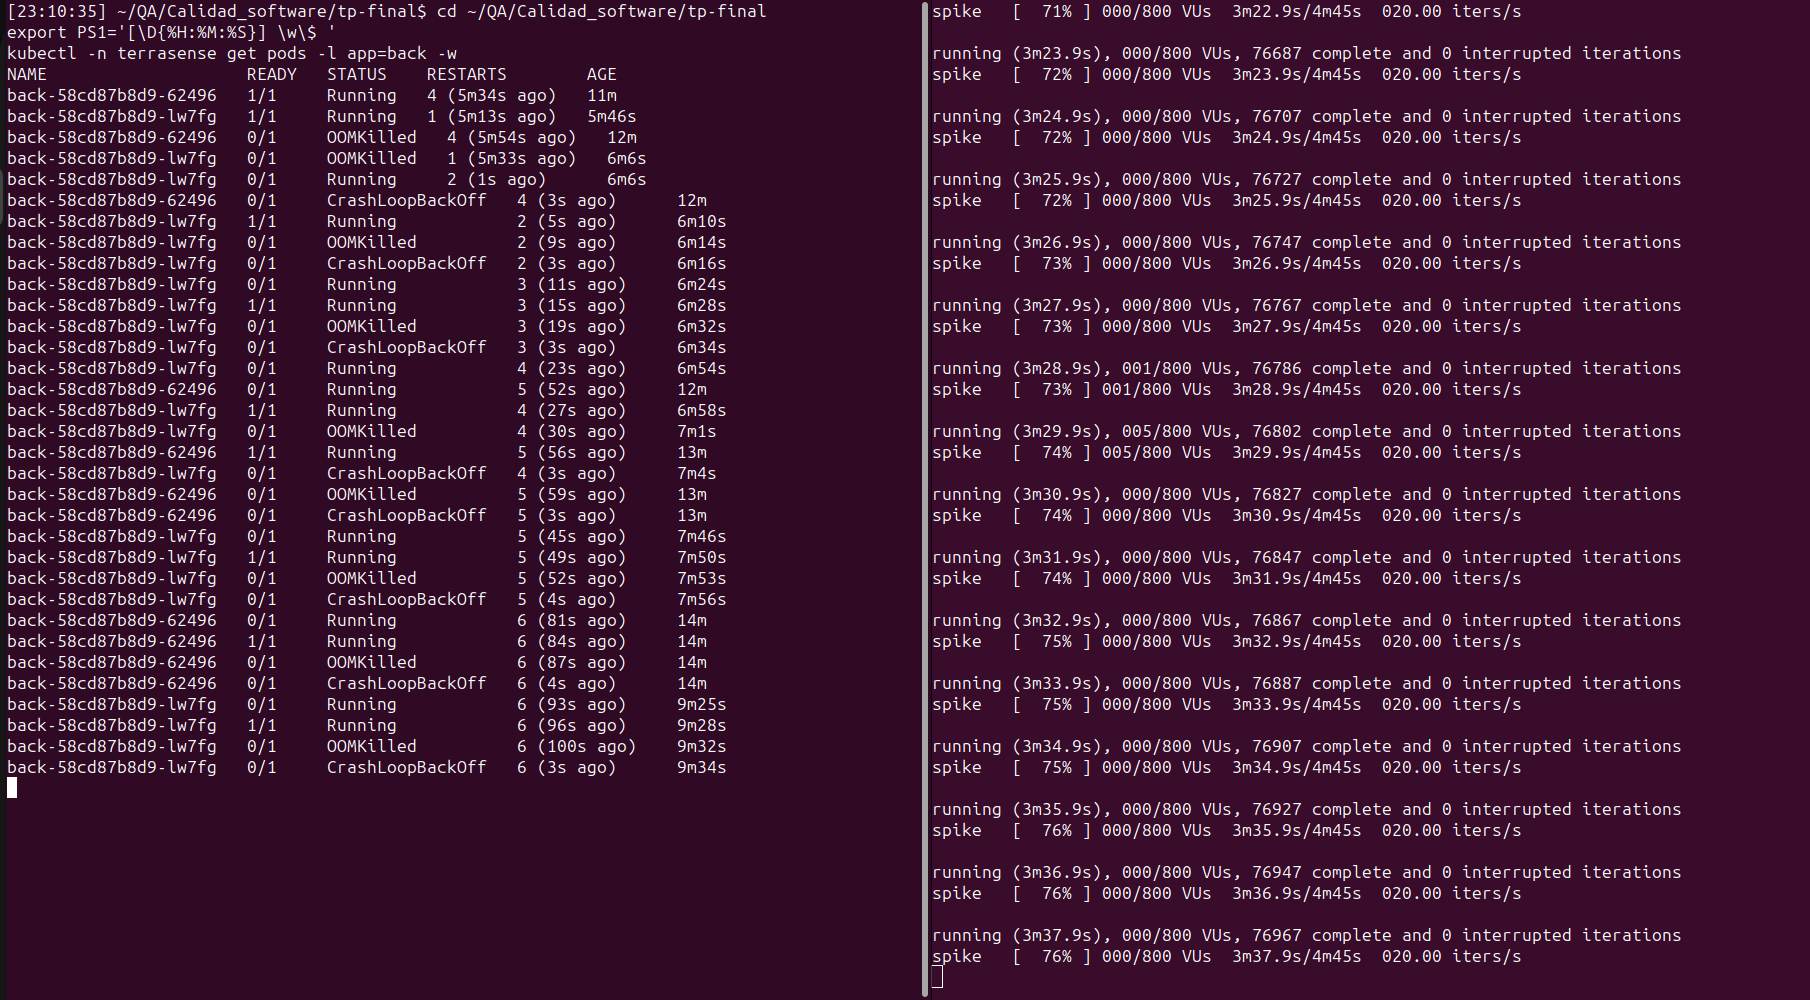 [23:10:35] ~/QA/Calidad_software/tp-final$ cd ~/QA/Calidad_software/tp-final
export PS1='[\D{%H:%M:%S}] \w\$ '
kubectl -n terrasense get pods -l app=back -w
NAME                    READY   STATUS    RESTARTS        AGE
back-58cd87b8d9-62496   1/1     Running   4 (5m34s ago)   11m
back-58cd87b8d9-lw7fg   1/1     Running   1 (5m13s ago)   5m46s
back-58cd87b8d9-62496   0/1     OOMKilled   4 (5m54s ago)   12m
back-58cd87b8d9-lw7fg   0/1     OOMKilled   1 (5m33s ago)   6m6s
back-58cd87b8d9-lw7fg   0/1     Running     2 (1s ago)      6m6s
back-58cd87b8d9-62496   0/1     CrashLoopBackOff   4 (3s ago)      12m
back-58cd87b8d9-lw7fg   1/1     Running            2 (5s ago)      6m10s
back-58cd87b8d9-lw7fg   0/1     OOMKilled          2 (9s ago)      6m14s
back-58cd87b8d9-lw7fg   0/1     CrashLoopBackOff   2 (3s ago)      6m16s
back-58cd87b8d9-lw7fg   0/1     Running            3 (11s ago)     6m24s
back-58cd87b8d9-lw7fg   1/1     Running            3 (15s ago)     6m28s
back-58cd87b8d9-lw7fg   0/1     OOMKilled          3 (19s ago)     6m32s
back-58cd87b8d9-lw7fg   0/1     CrashLoopBackOff   3 (3s ago)      6m34s
back-58cd87b8d9-lw7fg   0/1     Running            4 (23s ago)     6m54s
back-58cd87b8d9-62496   0/1     Running            5 (52s ago)     12m
back-58cd87b8d9-lw7fg   1/1     Running            4 (27s ago)     6m58s
back-58cd87b8d9-lw7fg   0/1     OOMKilled          4 (30s ago)     7m1s
back-58cd87b8d9-62496   1/1     Running            5 (56s ago)     13m
back-58cd87b8d9-lw7fg   0/1     CrashLoopBackOff   4 (3s ago)      7m4s
back-58cd87b8d9-62496   0/1     OOMKilled          5 (59s ago)     13m
back-58cd87b8d9-62496   0/1     CrashLoopBackOff   5 (3s ago)      13m
back-58cd87b8d9-lw7fg   0/1     Running            5 (45s ago)     7m46s
back-58cd87b8d9-lw7fg   1/1     Running            5 (49s ago)     7m50s
back-58cd87b8d9-lw7fg   0/1     OOMKilled          5 (52s ago)     7m53s
back-58cd87b8d9-lw7fg   0/1     CrashLoopBackOff   5 (4s ago)      7m56s
back-58cd87b8d9-62496   0/1     Running            6 (81s ago)     14m
back-58cd87b8d9-62496   1/1     Running            6 (84s ago)     14m
back-58cd87b8d9-62496   0/1     OOMKilled          6 (87s ago)     14m
back-58cd87b8d9-62496   0/1     CrashLoopBackOff   6 (4s ago)      14m
back-58cd87b8d9-lw7fg   0/1     Running            6 (93s ago)     9m25s
back-58cd87b8d9-lw7fg   1/1     Running            6 (96s ago)     9m28s
back-58cd87b8d9-lw7fg   0/1     OOMKilled          6 (100s ago)    9m32s
back-58cd87b8d9-lw7fg   0/1     CrashLoopBackOff   6 (3s ago)      9m34s
spike   [  71% ] 000/800 VUs  3m22.9s/4m45s  020.00 iters/s
running (3m23.9s), 000/800 VUs, 76687 complete and 0 interrupted iterations
spike   [  72% ] 000/800 VUs  3m23.9s/4m45s  020.00 iters/s
running (3m24.9s), 000/800 VUs, 76707 complete and 0 interrupted iterations
spike   [  72% ] 000/800 VUs  3m24.9s/4m45s  020.00 iters/s
running (3m25.9s), 000/800 VUs, 76727 complete and 0 interrupted iterations
spike   [  72% ] 000/800 VUs  3m25.9s/4m45s  020.00 iters/s
running (3m26.9s), 000/800 VUs, 76747 complete and 0 interrupted iterations
spike   [  73% ] 000/800 VUs  3m26.9s/4m45s  020.00 iters/s
running (3m27.9s), 000/800 VUs, 76767 complete and 0 interrupted iterations
spike   [  73% ] 000/800 VUs  3m27.9s/4m45s  020.00 iters/s
running (3m28.9s), 001/800 VUs, 76786 complete and 0 interrupted iterations
spike   [  73% ] 001/800 VUs  3m28.9s/4m45s  020.00 iters/s
running (3m29.9s), 005/800 VUs, 76802 complete and 0 interrupted iterations
spike   [  74% ] 005/800 VUs  3m29.9s/4m45s  020.00 iters/s
running (3m30.9s), 000/800 VUs, 76827 complete and 0 interrupted iterations
spike   [  74% ] 000/800 VUs  3m30.9s/4m45s  020.00 iters/s
running (3m31.9s), 000/800 VUs, 76847 complete and 0 interrupted iterations
spike   [  74% ] 000/800 VUs  3m31.9s/4m45s  020.00 iters/s
running (3m32.9s), 000/800 VUs, 76867 complete and 0 interrupted iterations
spike   [  75% ] 000/800 VUs  3m32.9s/4m45s  020.00 iters/s
running (3m33.9s), 000/800 VUs, 76887 complete and 0 interrupted iterations
spike   [  75% ] 000/800 VUs  3m33.9s/4m45s  020.00 iters/s
running (3m34.9s), 000/800 VUs, 76907 complete and 0 interrupted iterations
spike   [  75% ] 000/800 VUs  3m34.9s/4m45s  020.00 iters/s
running (3m35.9s), 000/800 VUs, 76927 complete and 0 interrupted iterations
spike   [  76% ] 000/800 VUs  3m35.9s/4m45s  020.00 iters/s
running (3m36.9s), 000/800 VUs, 76947 complete and 0 interrupted iterations
spike   [  76% ] 000/800 VUs  3m36.9s/4m45s  020.00 iters/s
running (3m37.9s), 000/800 VUs, 76967 complete and 0 interrupted iterations
spike   [  76% ] 000/800 VUs  3m37.9s/4m45s  020.00 iters/s